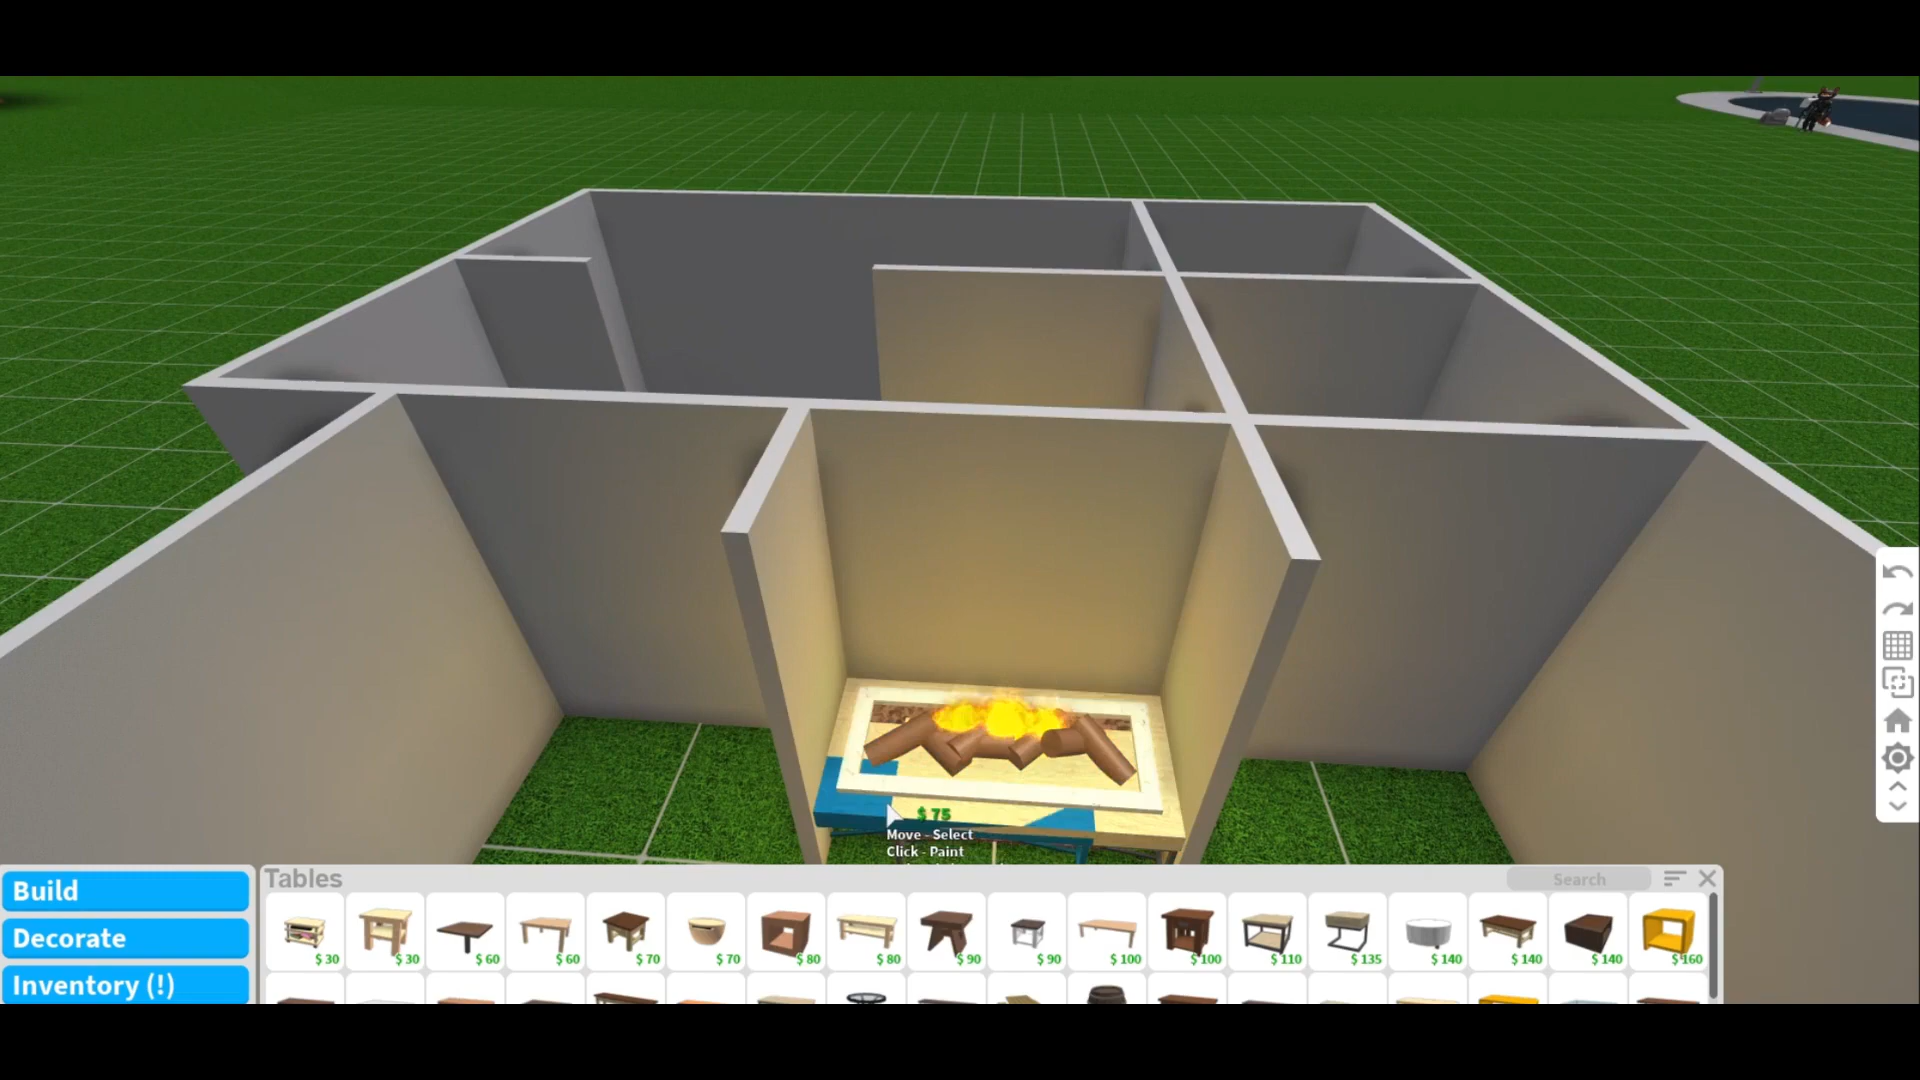 $ 75
Move - Select
Click - Paint
Build
Decorate
Inventory (!)
Tables
Search
$ 30
$ 30
$ 60
$ 60
$ 70
$ 70
$ 80
$ 80
$ 90
$ 90
$ 100
$ 100
$ 110
$ 135
$ 140
$ 140
$ 140
$ 160